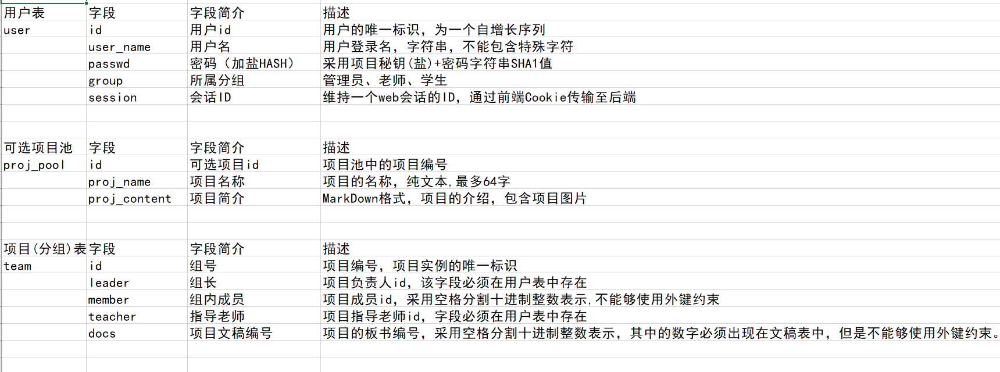 用户表 字段 字段简介 描述
user id 用户id 用户的唯一标识，为一个自增长序列
user_name 用户名 用户登录名，字符串，不能包含特殊字符
passwd 密码（加盐HASH） 采用项目秘钥(盐)+密码字符串SHA1值
group 所属分组 管理员、老师、学生
session 会话ID 维持一个web会话的ID，通过前端Cookie传输至后端
可选项目池 字段 字段简介 描述
proj_pool id 可选项目id 项目池中的项目编号
proj_name 项目名称 项目的名称，纯文本,最多64字
proj_content 项目简介 MarkDown格式，项目的介绍，包含项目图片
项目(分组)表 字段 字段简介 描述
team id 组号 项目编号，项目实例的唯一标识
leader 组长 项目负责人id，该字段必须在用户表中存在
member 组内成员 项目成员id，采用空格分割十进制整数表示,不能够使用外键约束
teacher 指导老师 项目指导老师id，字段必须在用户表中存在
docs 项目文稿编号 项目的板书编号，采用空格分割十进制整数表示，其中的数字必须出现在文稿表中，但是不能够使用外键约束。